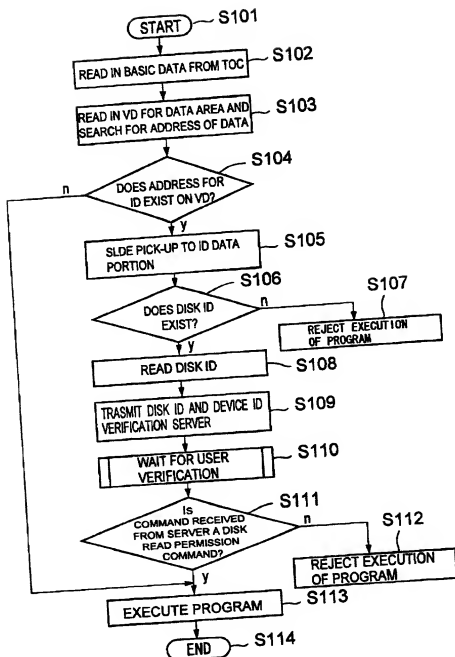 START
S101
READ IN BASIC DATA FROM TOC
S102
READ IN VD FOR DATA AREA AND
SEARCH FOR ADDRESS OF DATA
S103
S104
n
DOES ADDRESS FOR
ID EXIST ON VD?
y
SLDE PICK-UP TO ID DATA
PORTION
S105
S106
DOES DISK ID
EXIST?
n
S107
REJECT EXECUTION
OF PROGRAM
y
READ DISK ID
S108
TRASMIT DISK ID AND DEVICE ID
VERIFICATION SERVER
S109
WAIT FOR USER
VERIFICATION
S110
S111
Is
COMMAND RECEIVED
FROM SERVER A DISK
READ PERMISSION
COMMAND?
n
S112
REJECT EXECUTION
OF PROGRAM
y
EXECUTE PROGRAM
S113
END
S114